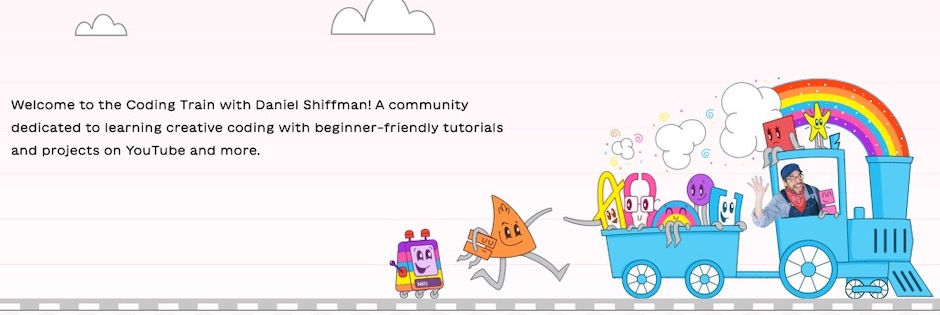 Welcome to the Coding Train with Daniel Shiffman! A community
dedicated to learning creative coding with beginner-friendly tutorials
and projects on YouTube and more.